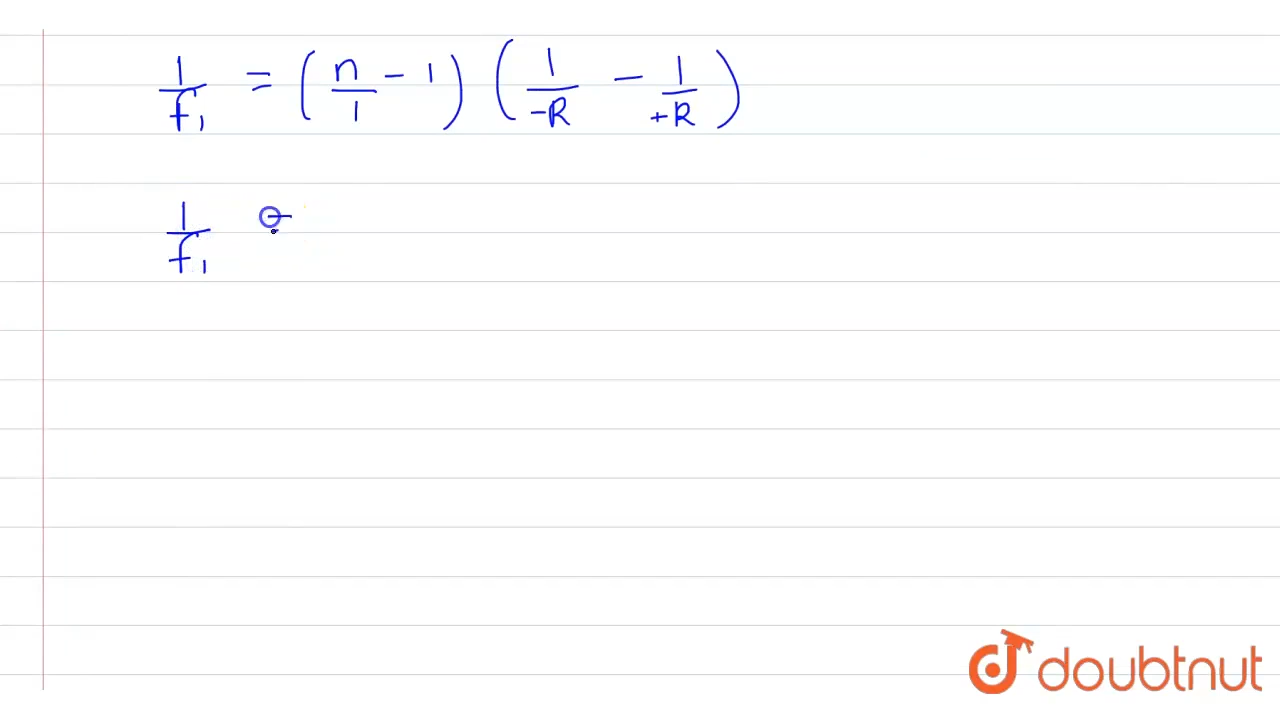 1/f₁ = (n/1 - 1) (1/-R - 1/+R)
1/f₁ =
doubtnut